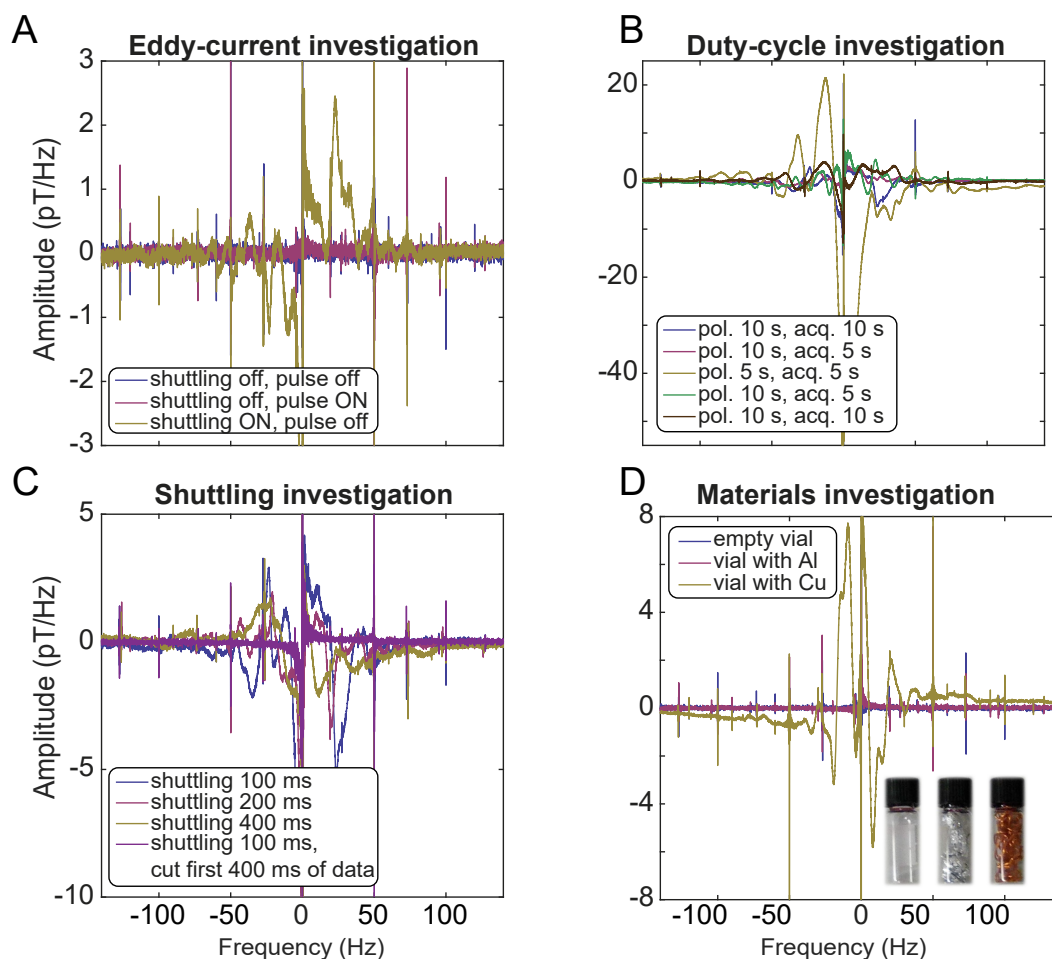 A
Eddy-current investigation
3
2
1
0
-1
-2
-3
Amplitude (pT/Hz)
shuttling off, pulse off
shuttling off, pulse ON
shuttling ON, pulse off
B
Duty-cycle investigation
20
0
-20
-40
pol. 10 s, acq. 10 s
pol. 10 s, acq. 5 s
pol. 5 s, acq. 5 s
pol. 10 s, acq. 5 s
pol. 10 s, acq. 10 s
C
Shuttling investigation
5
0
-5
-10
Amplitude (pT/Hz)
shuttling 100 ms
shuttling 200 ms
shuttling 400 ms
shuttling 100 ms,
cut first 400 ms of data
-100 -50 0 50 100
Frequency (Hz)
D
Materials investigation
8
4
0
-4
-8
empty vial
vial with Al
vial with Cu
-100 -50 0 50 100
Frequency (Hz)